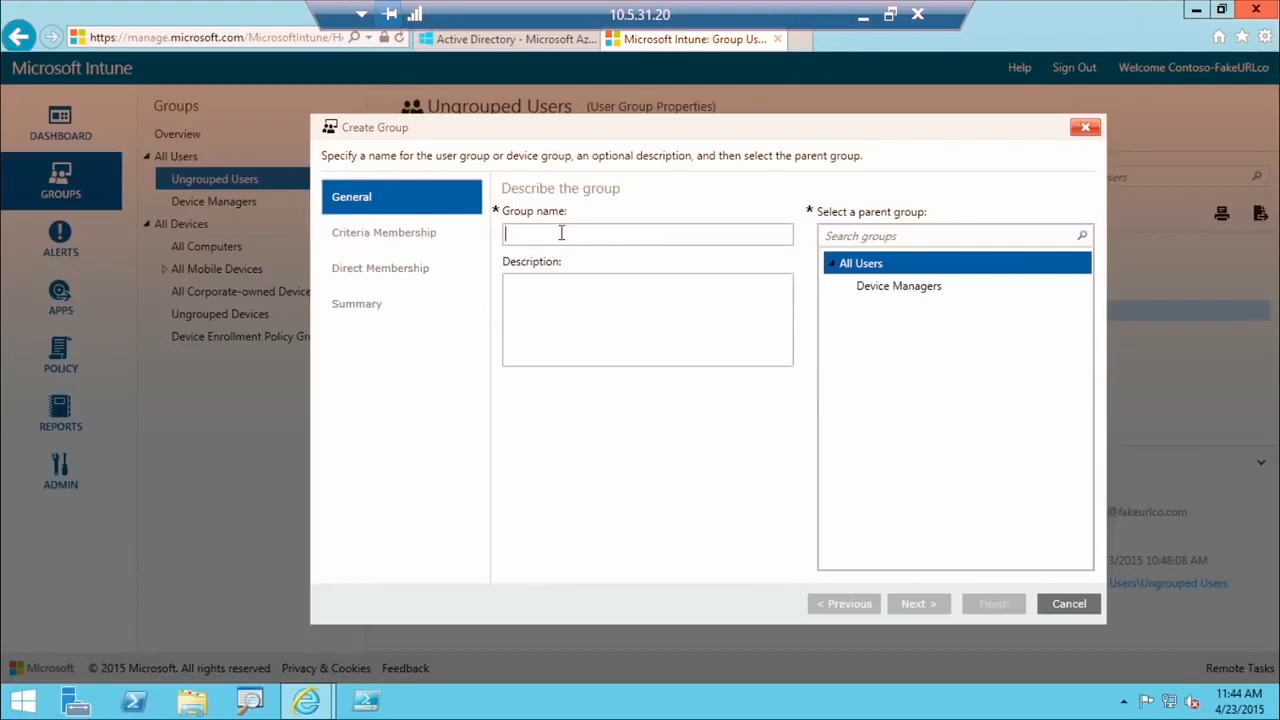 10.5.31.20
https://manage.microsoft.com/MicrosoftIntune/H
Active Directory - Microsoft Az...
Microsoft Intune: Group Us...
Microsoft Intune
Help
Sign Out
Welcome Contoso-FakeURLco
DASHBOARD
GROUPS
ALERTS
APPS
POLICY
REPORTS
ADMIN
Groups
Overview
All Users
Ungrouped Users
Device Managers
All Devices
All Computers
All Mobile Devices
All Corporate-owned Device
Ungrouped Devices
Device Enrollment Policy Gr
Ungrouped Users (User Group Properties)
sers
Create Group
Specify a name for the user group or device group, an optional description, and then select the parent group.
General
Criteria Membership
Direct Membership
Summary
Describe the group
* Group name:
Description:
* Select a parent group:
Search groups
All Users
Device Managers
< Previous
Next >
Finish
Cancel
@fakeurlco.com
3/2015 10:48:08 AM
Users\Ungrouped Users
Microsoft
© 2015 Microsoft. All rights reserved
Privacy & Cookies
Feedback
Remote Tasks
11:44 AM
4/23/2015